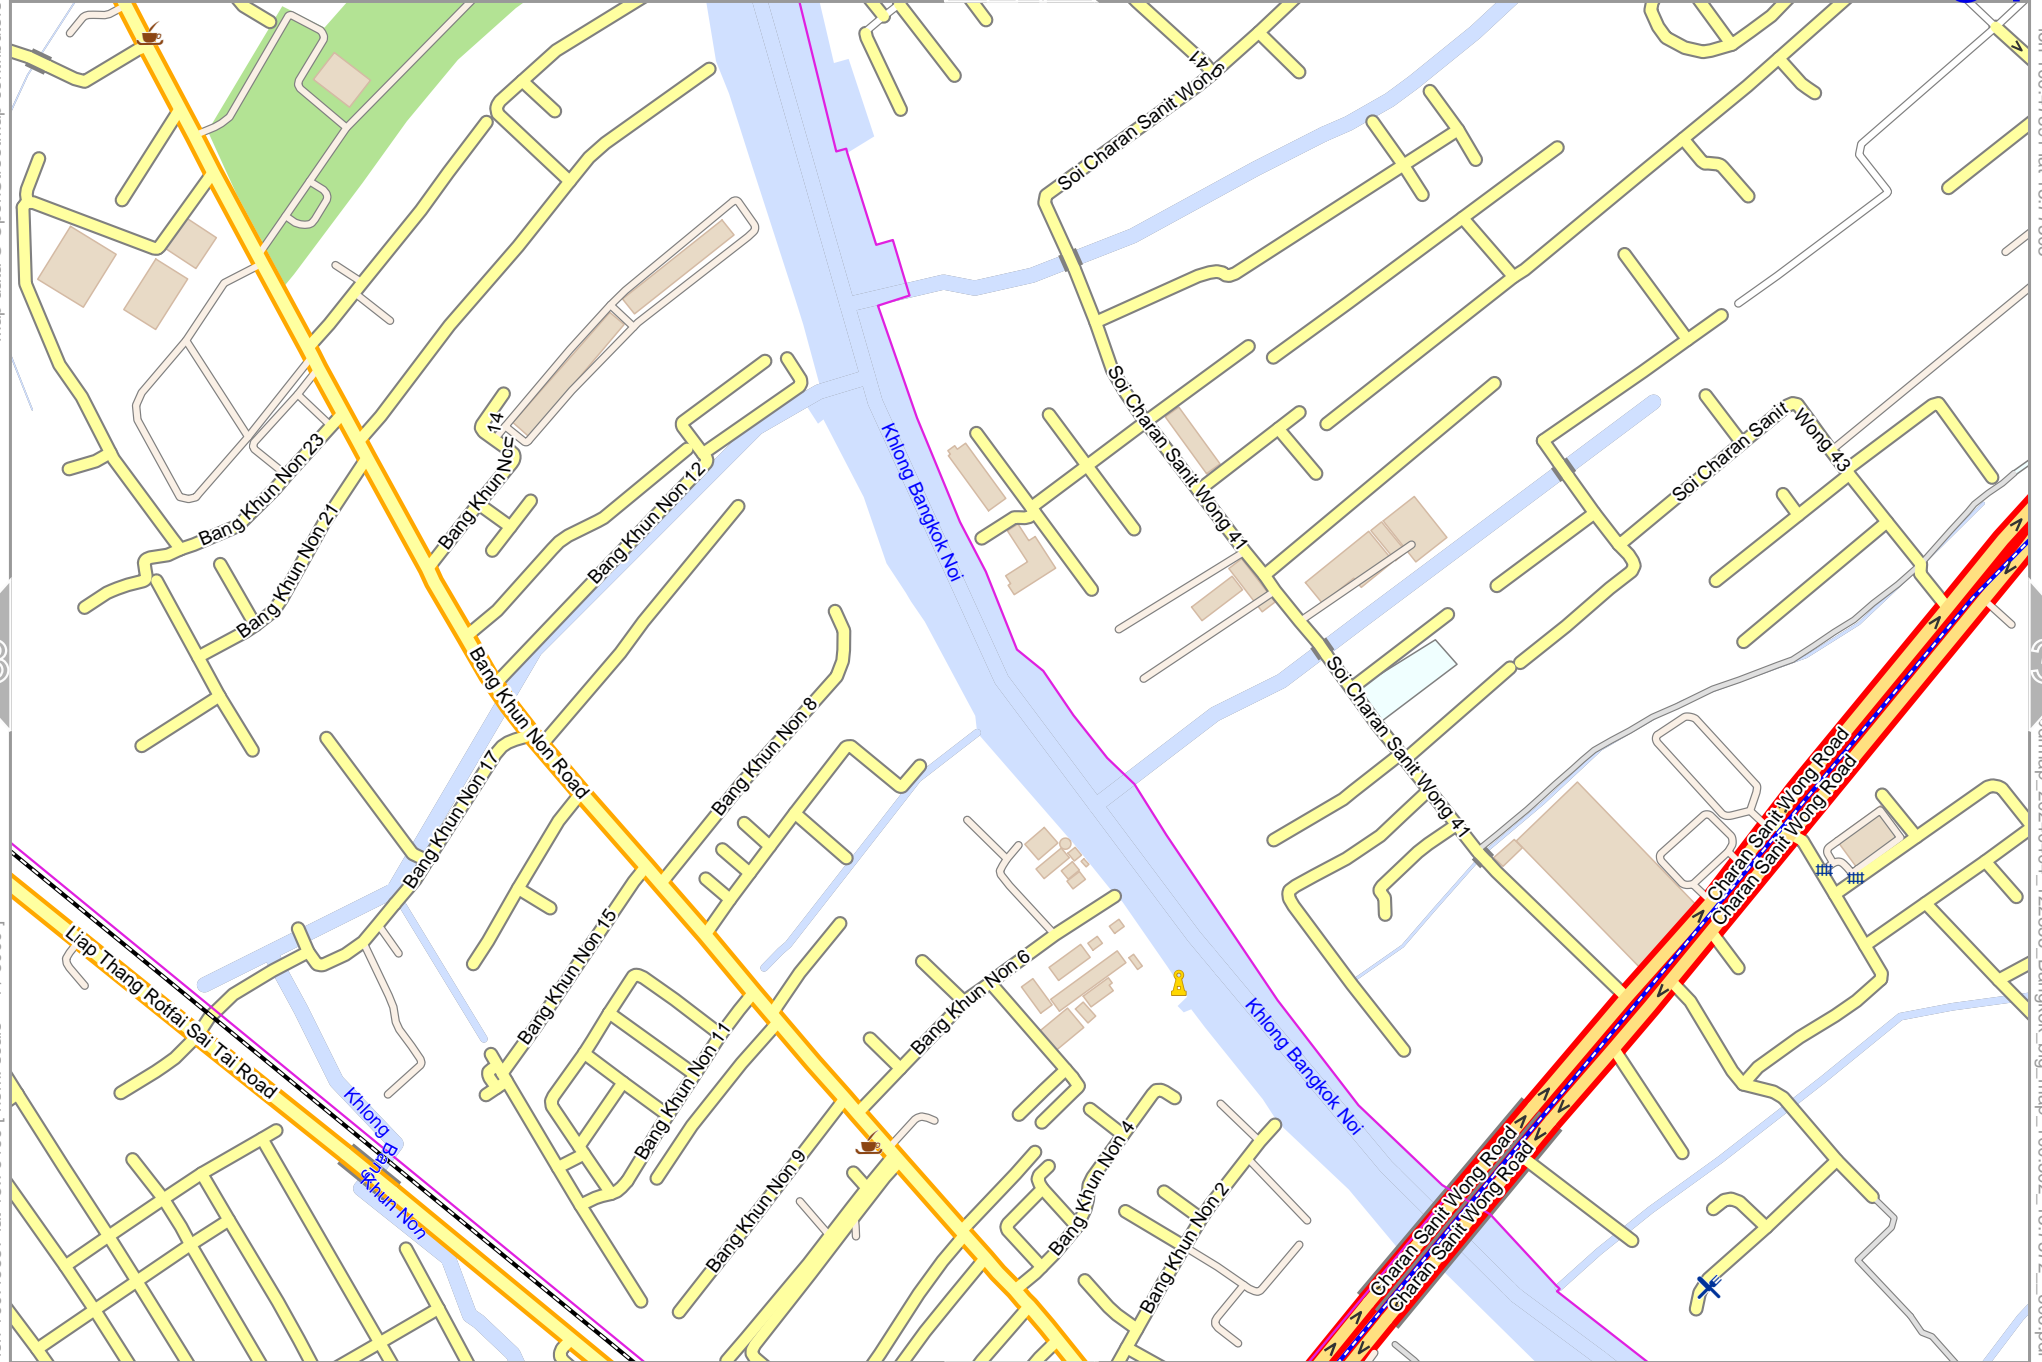 Soi Charan Sanit Wong 41
Bang Khun Non 14
Bang Khun Non 23
Bang Khun Non 12
Bang Khun Non 21
Khlong Bangkok Noi
Soi Charan Sanit Wong 41
Soi Charan Sanit
Wong 43
Bang Khun Non Road
Bang Khun Non 8
Soi Charan Sanit Wong 41
Bang Khun Non 17
Charan Sanit Wong Road
Charan Sanit Wong Road
Liap Thang Rotfai Sai Tai Road
Bang Khun Non 15
Bang Khun Non 6
Khlong Bangkok Noi
Bang Khun Non 11
Khlong Bang
Khun Non
Bang Khun Non 9
Bang Khun Non 4
Bang Khun Non 2
Charan Sanit Wong Road
Charan Sanit Wong Road